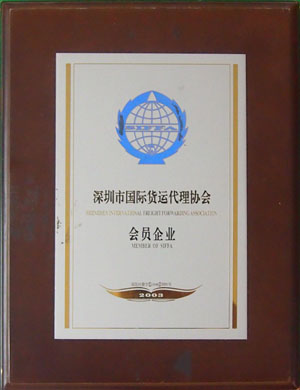 SIFFA
深圳市国际货运代理协会
SHENZHEN INTERNATIONAL FREIGHT FORWARDING ASSOCIATION
会员企业
MEMBER OF SIFFA
2003